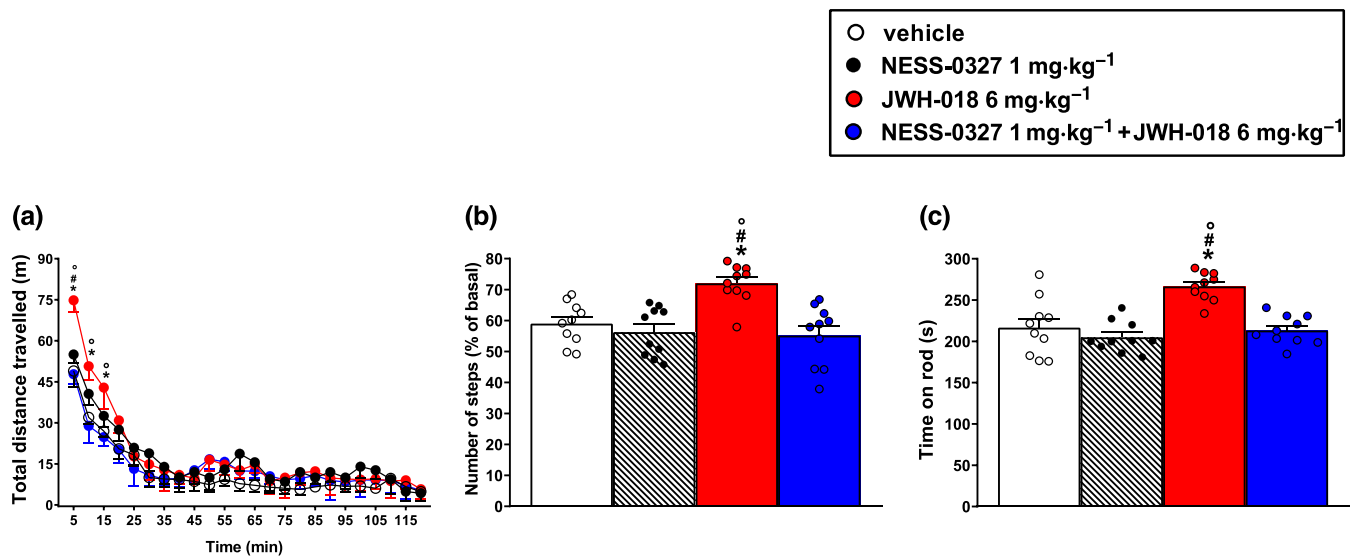 vehicle
NESS-0327 1 mg·kg⁻¹
JWH-018 6 mg·kg⁻¹
NESS-0327 1 mg·kg⁻¹ + JWH-018 6 mg·kg⁻¹
(a)
Total distance travelled (m)
90
75
60
45
30
15
0
° # *
° *
° *
5 15 25 35 45 55 65 75 85 95 105 115
Time (min)
(b)
Number of steps (% of basal)
80
70
60
50
40
30
20
10
0
° # *
(c)
Time on rod (s)
300
250
200
150
100
50
0
° # *